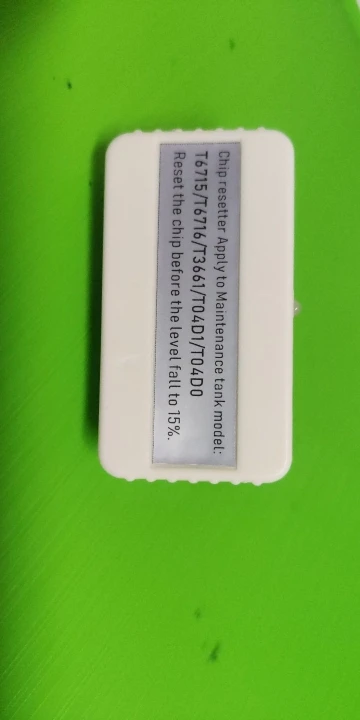 Chip resetter Apply to Maintenance tank model:
T6715/T6716/T3661/T04D1/T04D0
Reset the chip before the level fall to 15%.